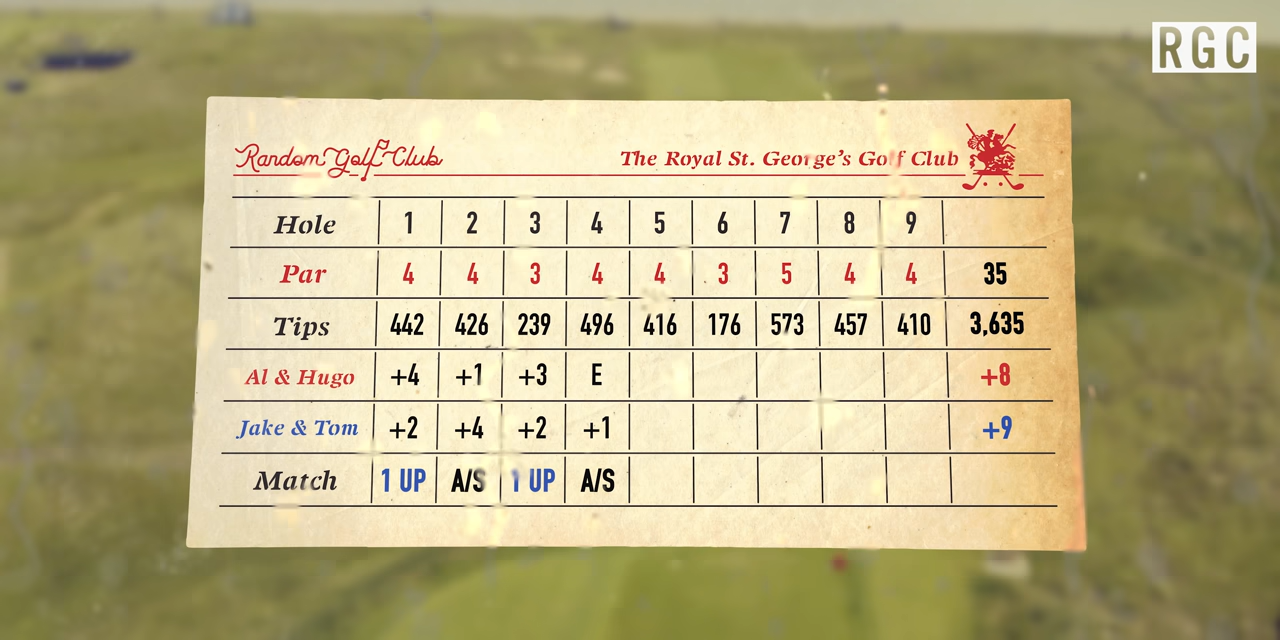 RGC
Random Golf Club The Royal St. George's Golf Club
Hole 1 2 3 4 5 6 7 8 9
Par 4 4 3 4 4 3 5 4 4 35
Tips 442 426 239 496 416 176 573 457 410 3,635
Al & Hugo +4 +1 +3 E +8
Jake & Tom +2 +4 +2 +1 +9
Match 1 UP A/S 1 UP A/S